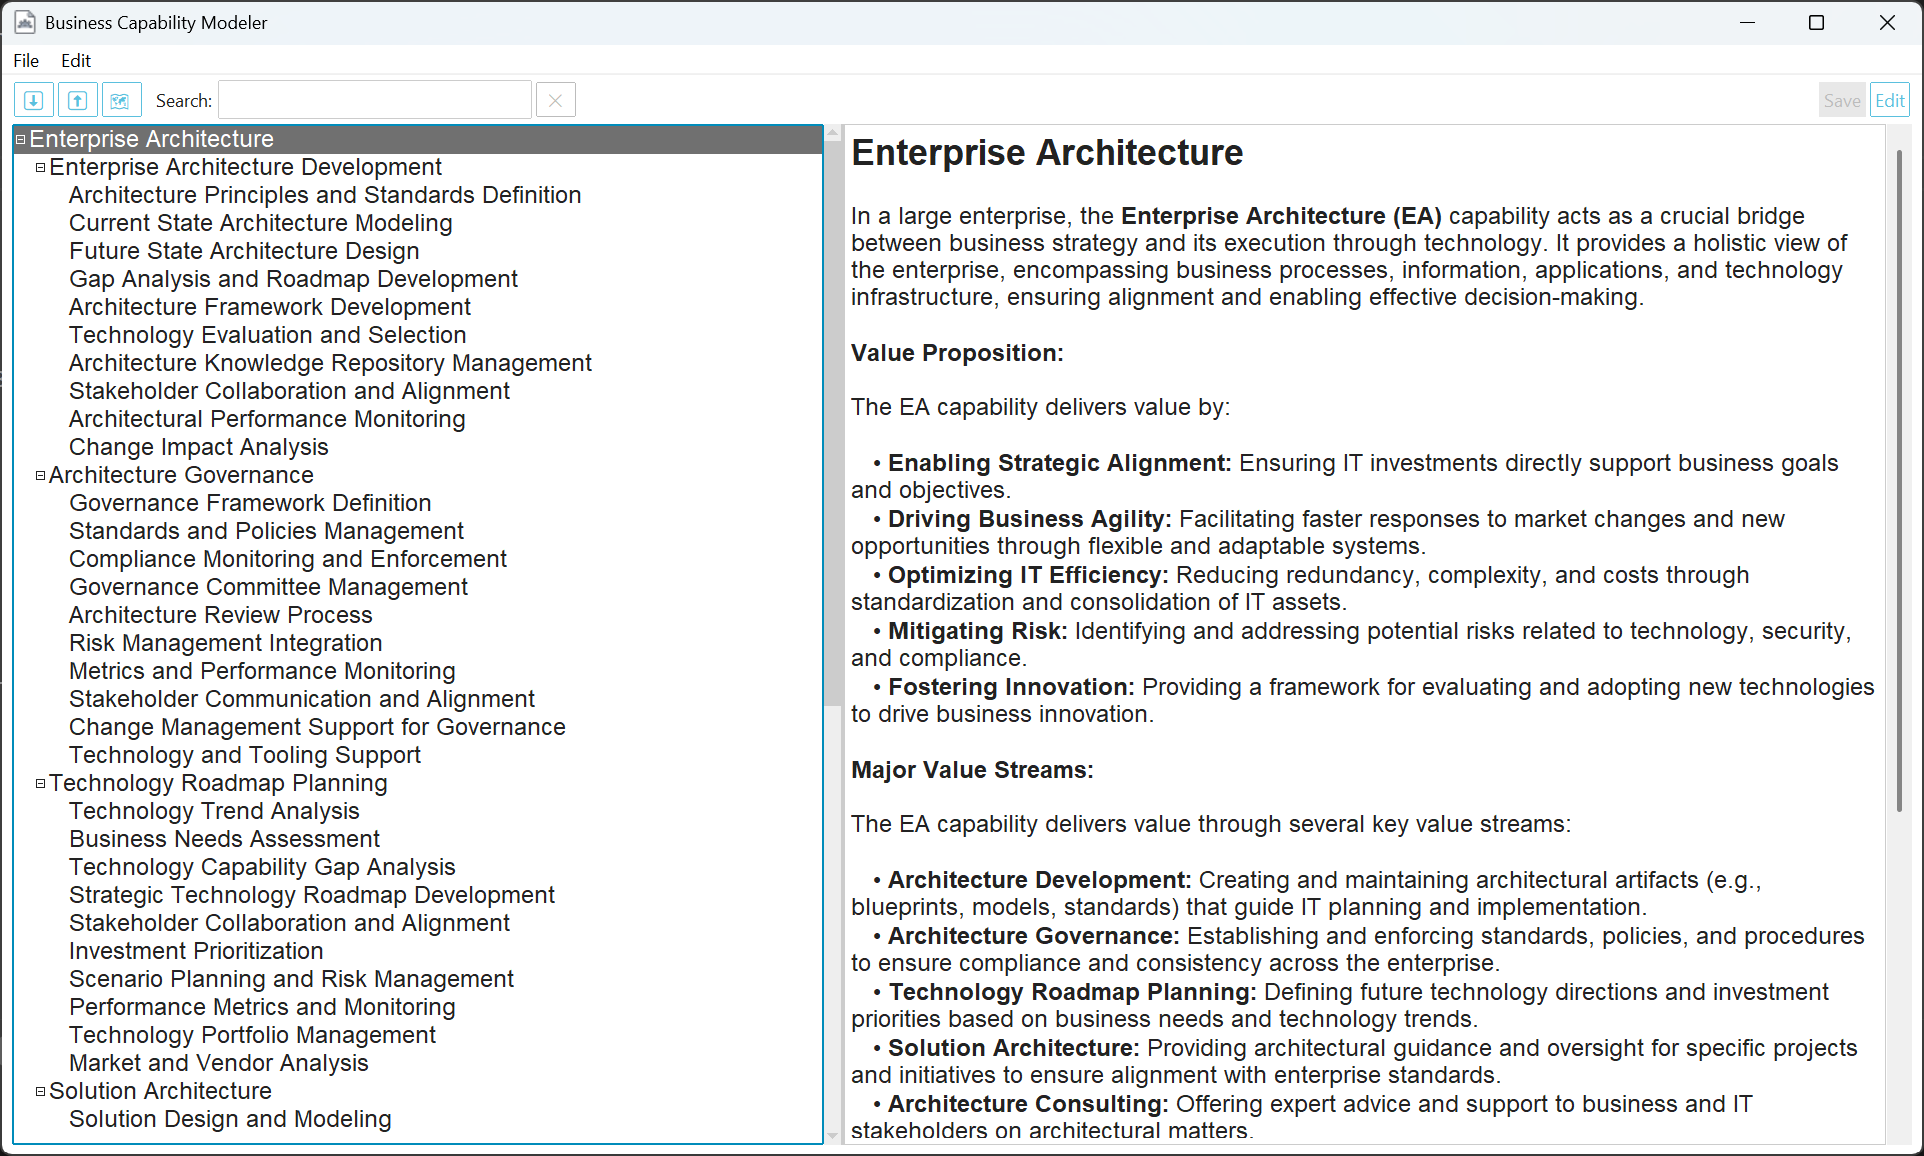 Business Capability Modeler
File Edit
Search:
Save Edit
Enterprise Architecture
Enterprise Architecture Development
Architecture Principles and Standards Definition
Current State Architecture Modeling
Future State Architecture Design
Gap Analysis and Roadmap Development
Architecture Framework Development
Technology Evaluation and Selection
Architecture Knowledge Repository Management
Stakeholder Collaboration and Alignment
Architectural Performance Monitoring
Change Impact Analysis
Architecture Governance
Governance Framework Definition
Standards and Policies Management
Compliance Monitoring and Enforcement
Governance Committee Management
Architecture Review Process
Risk Management Integration
Metrics and Performance Monitoring
Stakeholder Communication and Alignment
Change Management Support for Governance
Technology and Tooling Support
Technology Roadmap Planning
Technology Trend Analysis
Business Needs Assessment
Technology Capability Gap Analysis
Strategic Technology Roadmap Development
Stakeholder Collaboration and Alignment
Investment Prioritization
Scenario Planning and Risk Management
Performance Metrics and Monitoring
Technology Portfolio Management
Market and Vendor Analysis
Solution Architecture
Solution Design and Modeling
Enterprise Architecture
In a large enterprise, the Enterprise Architecture (EA) capability acts as a crucial bridge
between business strategy and its execution through technology. It provides a holistic view of
the enterprise, encompassing business processes, information, applications, and technology
infrastructure, ensuring alignment and enabling effective decision-making.
Value Proposition:
The EA capability delivers value by:
• Enabling Strategic Alignment: Ensuring IT investments directly support business goals
and objectives.
• Driving Business Agility: Facilitating faster responses to market changes and new
opportunities through flexible and adaptable systems.
• Optimizing IT Efficiency: Reducing redundancy, complexity, and costs through
standardization and consolidation of IT assets.
• Mitigating Risk: Identifying and addressing potential risks related to technology, security,
and compliance.
• Fostering Innovation: Providing a framework for evaluating and adopting new technologies
to drive business innovation.
Major Value Streams:
The EA capability delivers value through several key value streams:
• Architecture Development: Creating and maintaining architectural artifacts (e.g.,
blueprints, models, standards) that guide IT planning and implementation.
• Architecture Governance: Establishing and enforcing standards, policies, and procedures
to ensure compliance and consistency across the enterprise.
• Technology Roadmap Planning: Defining future technology directions and investment
priorities based on business needs and technology trends.
• Solution Architecture: Providing architectural guidance and oversight for specific projects
and initiatives to ensure alignment with enterprise standards.
• Architecture Consulting: Offering expert advice and support to business and IT
stakeholders on architectural matters.